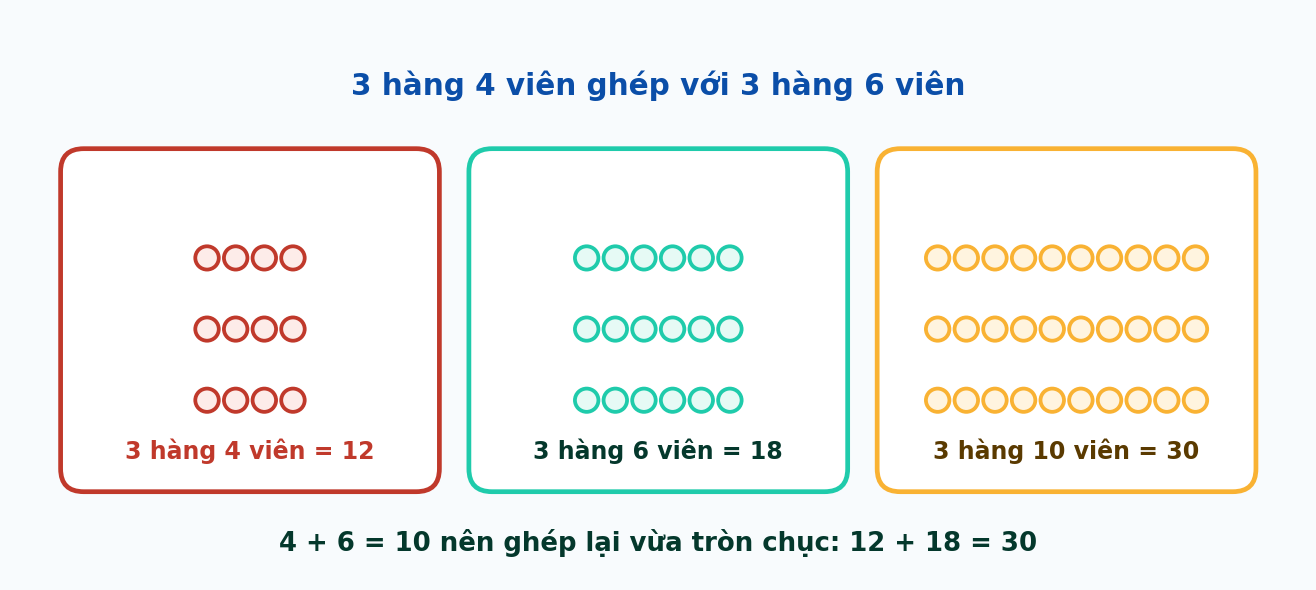 3 hàng 4 viên ghép với 3 hàng 6 viên
3 hàng 4 viên = 12
3 hàng 6 viên = 18
3 hàng 10 viên = 30
4 + 6 = 10 nên ghép lại vừa tròn chục: 12 + 18 = 30